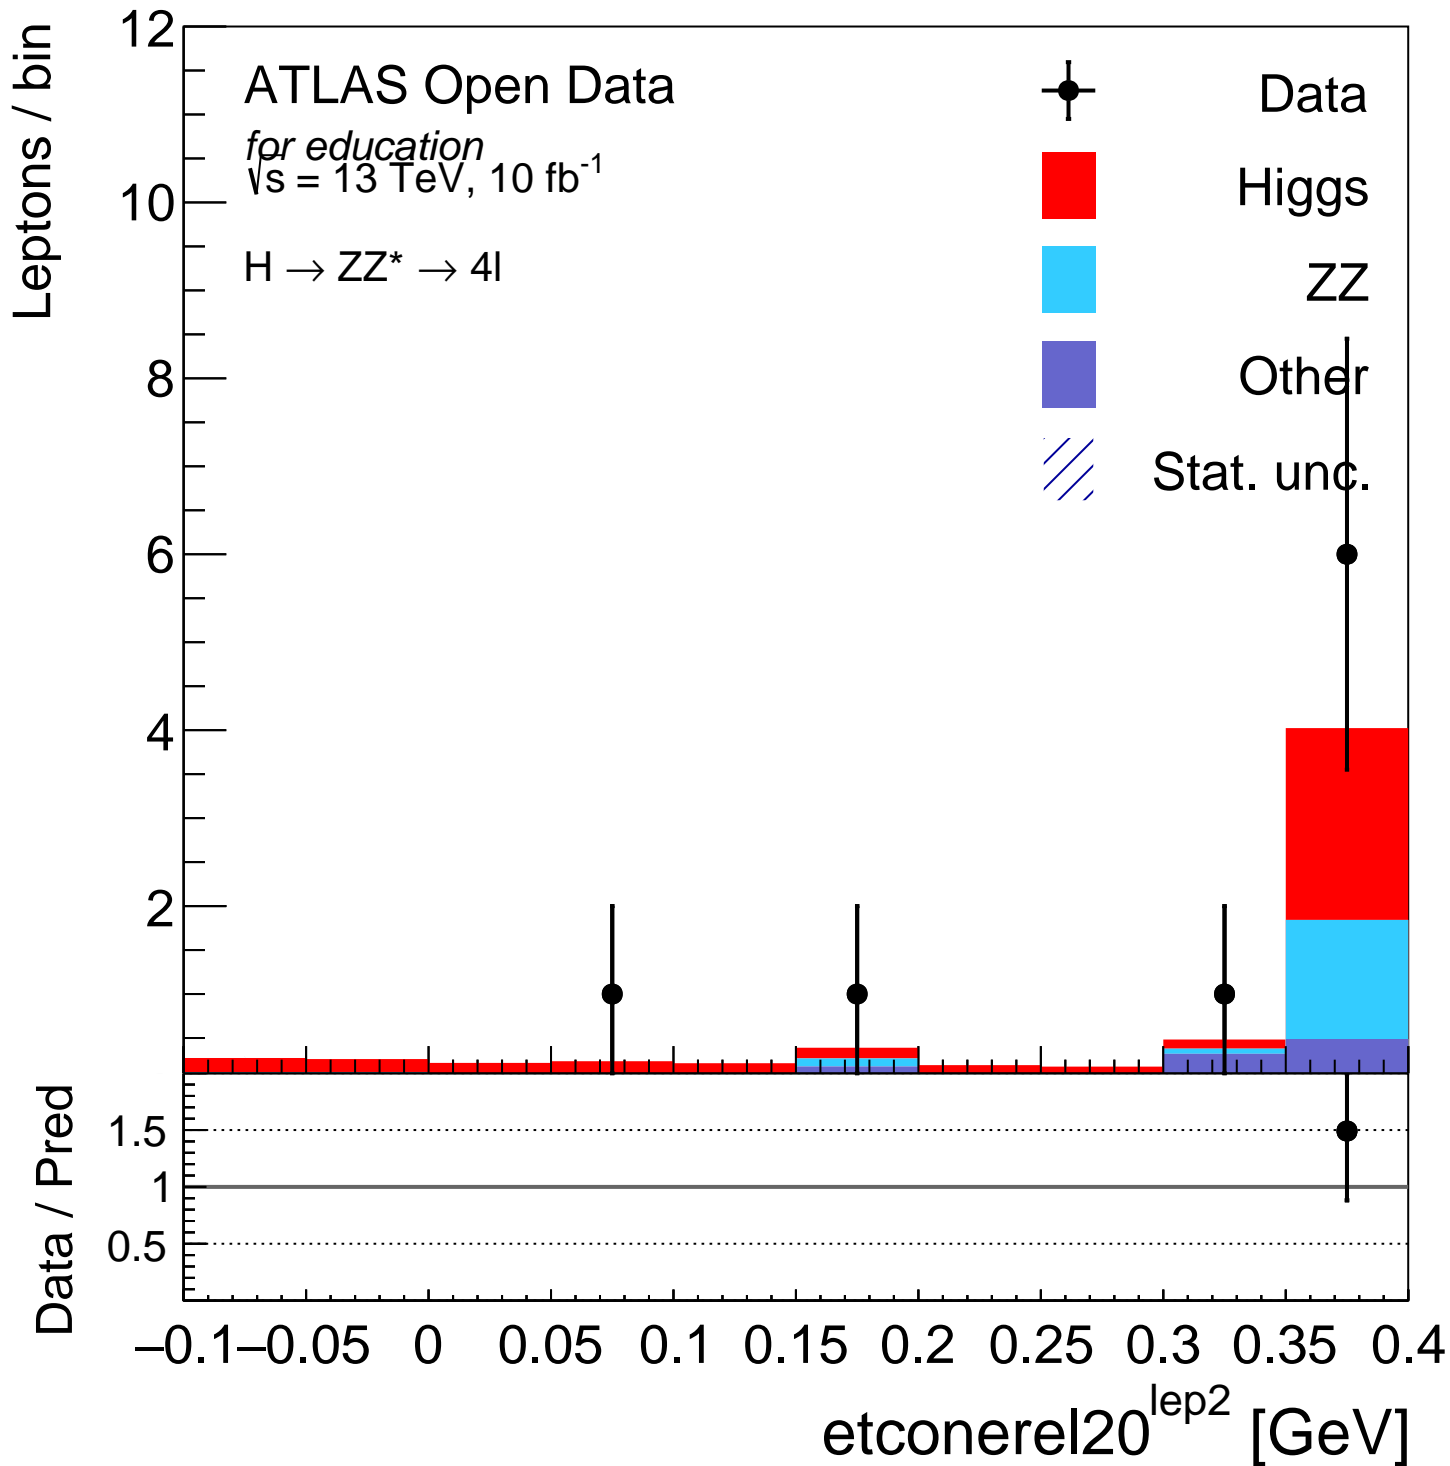 Leptons / bin
12
10
8
6
4
2
ATLAS Open Data
for education
√s = 13 TeV, 10 fb-1
H → ZZ* → 4l
Data
Higgs
ZZ
Other
Stat. unc.
Data / Pred
1.5
1
0.5
−0.1 −0.05 0 0.05 0.1 0.15 0.2 0.25 0.3 0.35 0.4
etconerel20lep2 [GeV]